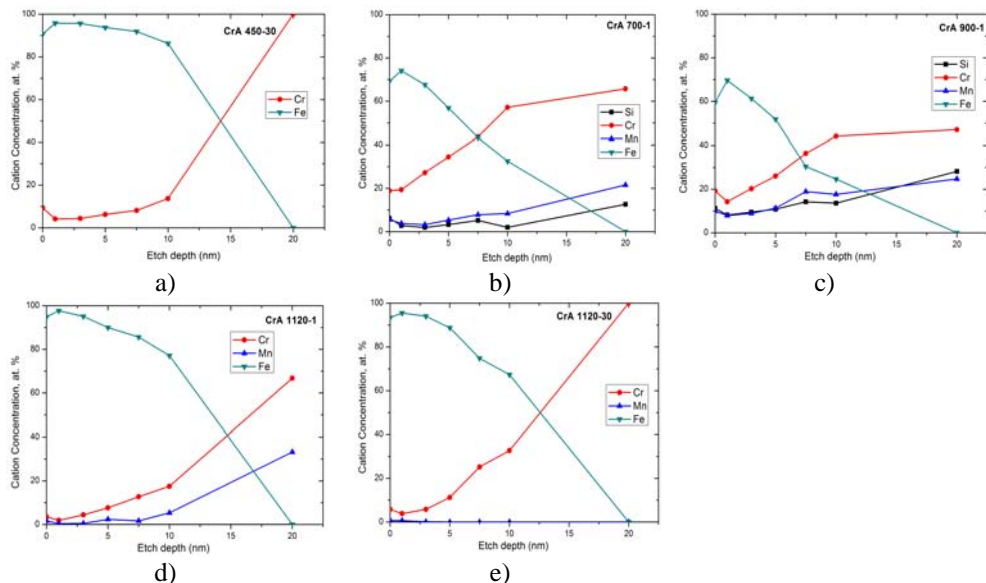 CrA 450-30
Cation Concentration, at. %
100
80
60
40
20
0
Cr
Fe
0 5 10 15 20
Etch depth (nm)
a)
CrA 700-1
Cation Concentration, at. %
100
80
60
40
20
0
Si
Cr
Mn
Fe
0 5 10 15 20
Etch depth (nm)
b)
CrA 900-1
Cation Concentration, at. %
100
80
60
40
20
0
Si
Cr
Mn
Fe
0 5 10 15 20
Etch depth (nm)
c)
CrA 1120-1
Cation Concentration, at. %
100
80
60
40
20
0
Cr
Mn
Fe
0 5 10 15 20
Etch depth (nm)
d)
CrA 1120-30
Cation Concentration, at. %
100
80
60
40
20
0
Cr
Mn
Fe
0 5 10 15 20
Etch depth (nm)
e)